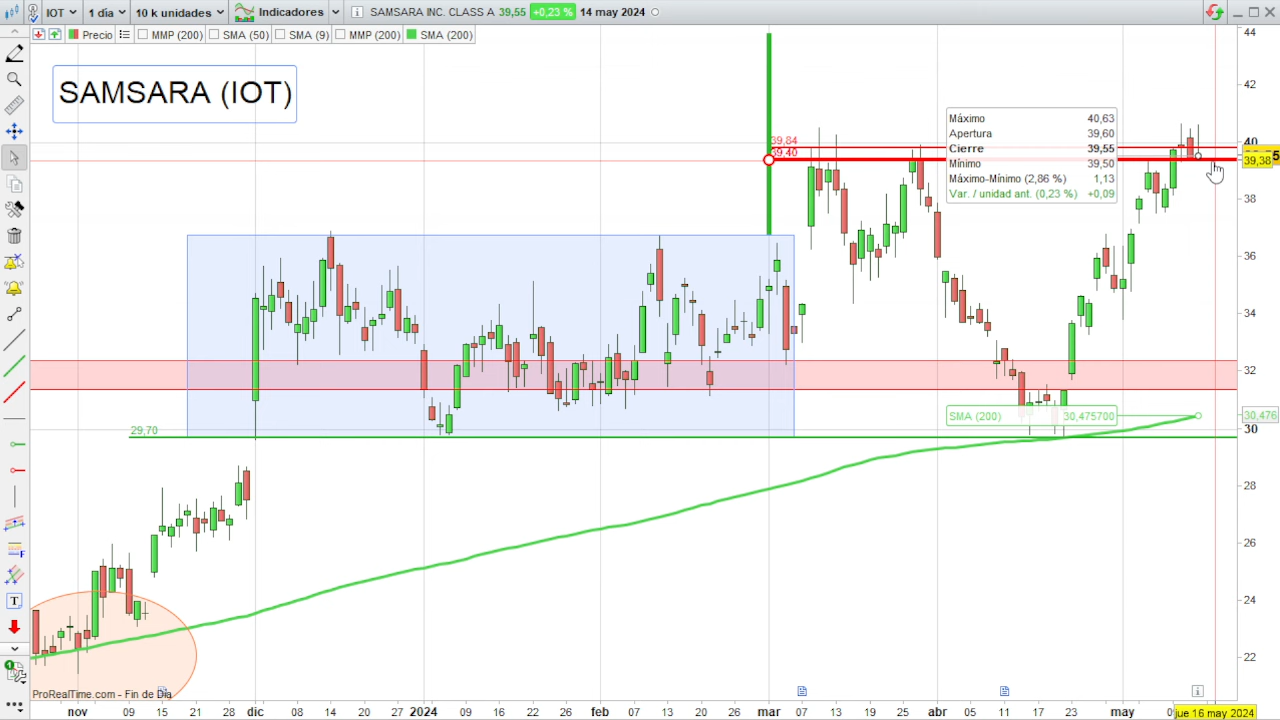 IOT 1 día 10 k unidades Indicadores SAMSARA INC. CLASS A 39,55 +0,23 % 14 may 2024
Precio MMP (200) SMA (50) SMA (9) MMP (200) SMA (200)
SAMSARA (IOT)
44
42
40
39,38
38
36
34
32
30,476
30
28
26
24
22
39,84
39,40
Máximo 40,63
Apertura 39,60
Cierre 39,55
Mínimo 39,50
Máximo-Mínimo (2,86 %) 1,13
Var. / unidad ant. (0,23 %) +0,09
SMA (200) 30,475700
29,70
ProRealTime.com - Fin de Día
nov 09 15 21 28 dic 08 14 20 27 2024 09 16 22 26 feb 07 14 20 26 mar 07 13 19 25 abr 05 11 17 23 may jue 16 may 2024